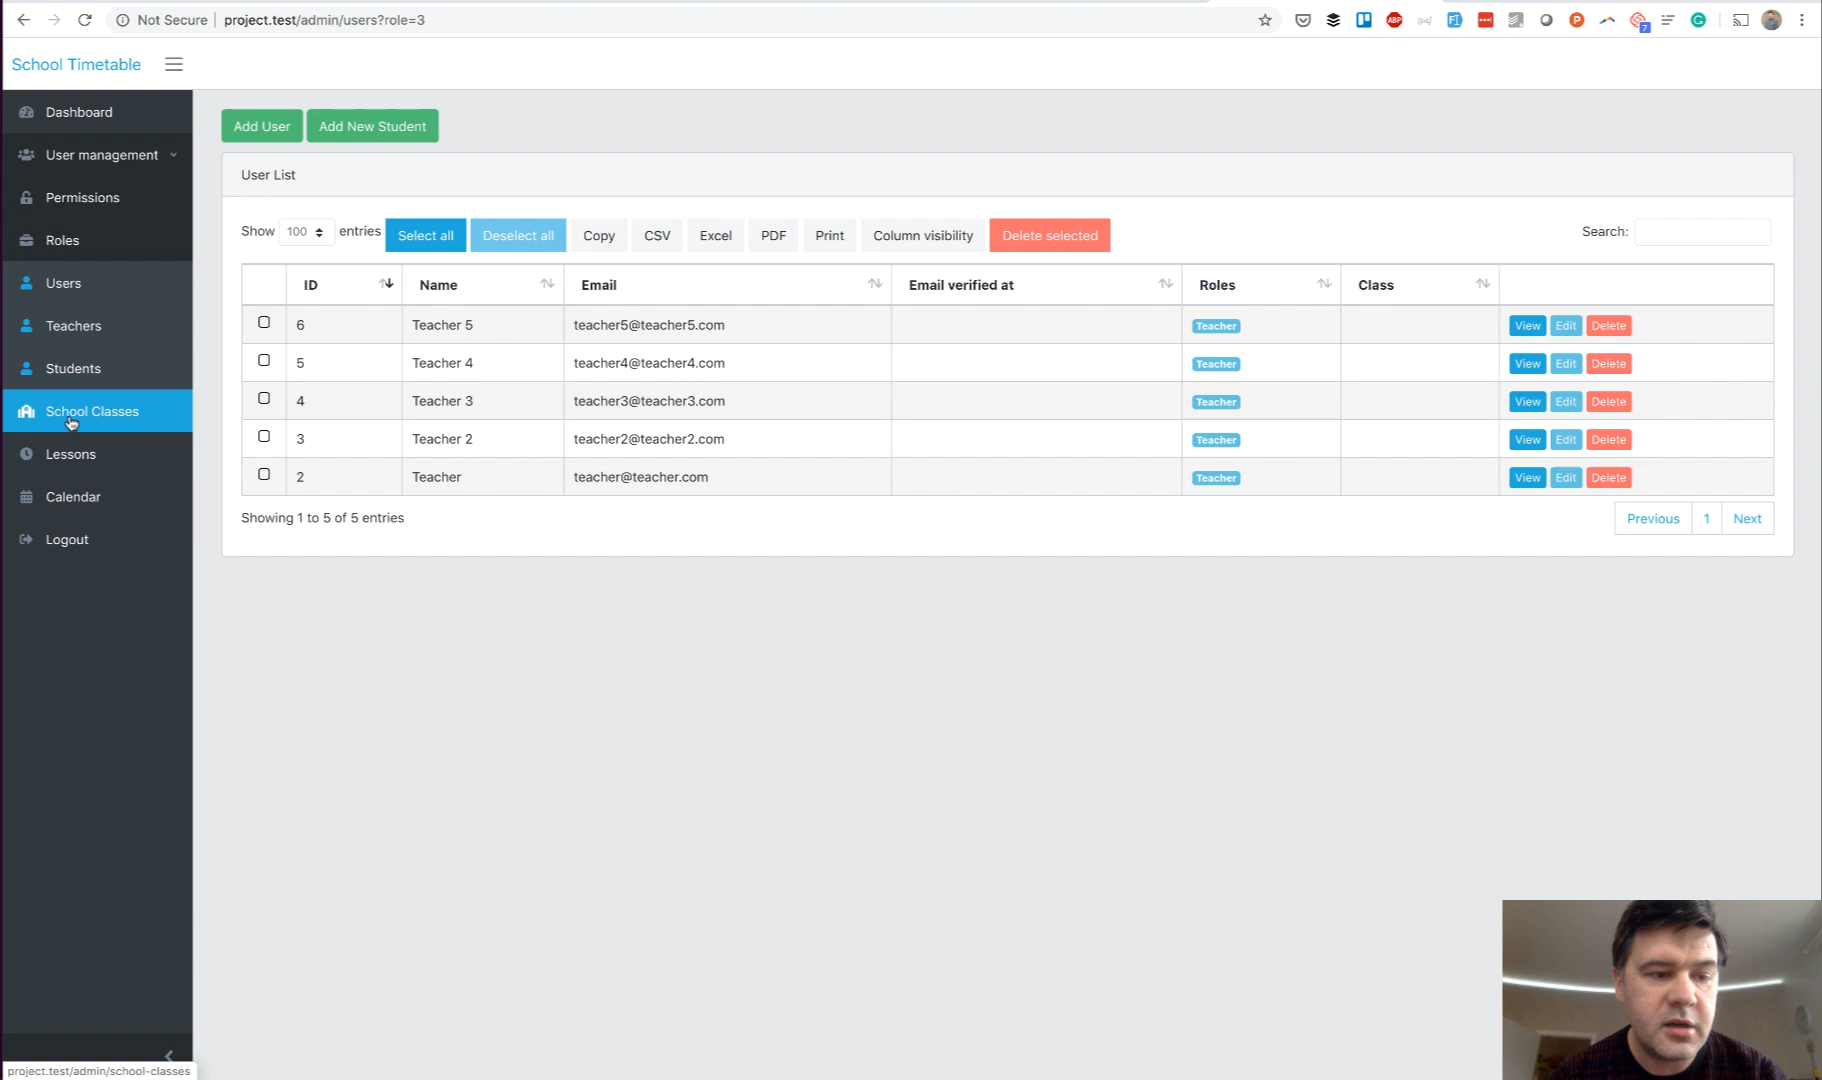 Not Secure project.test/admin/users?role=3
ABP
P
7
School Timetable
Dashboard
User management
Permissions
Roles
Users
Teachers
Students
School Classes
Lessons
Calendar
Logout
project.test/admin/school-classes
Add User Add New Student
User List
Show 100 entries Select all Deselect all Copy CSV Excel PDF Print Column visibility Delete selected Search:
ID Name Email Email verified at Roles Class
6 Teacher 5 teacher5@teacher5.com Teacher View Edit Delete
5 Teacher 4 teacher4@teacher4.com Teacher View Edit Delete
4 Teacher 3 teacher3@teacher3.com Teacher View Edit Delete
3 Teacher 2 teacher2@teacher2.com Teacher View Edit Delete
2 Teacher teacher@teacher.com Teacher View Edit Delete
Showing 1 to 5 of 5 entries Previous 1 Next